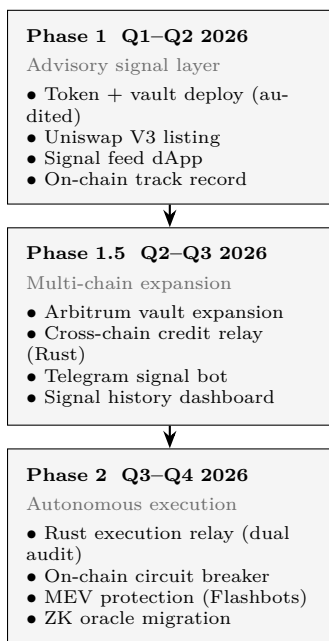 Phase 1 Q1–Q2 2026
Advisory signal layer
• Token + vault deploy (au-
dited)
• Uniswap V3 listing
• Signal feed dApp
• On-chain track record
Phase 1.5 Q2–Q3 2026
Multi-chain expansion
• Arbitrum vault expansion
• Cross-chain credit relay
(Rust)
• Telegram signal bot
• Signal history dashboard
Phase 2 Q3–Q4 2026
Autonomous execution
• Rust execution relay (dual
audit)
• On-chain circuit breaker
• MEV protection (Flashbots)
• ZK oracle migration